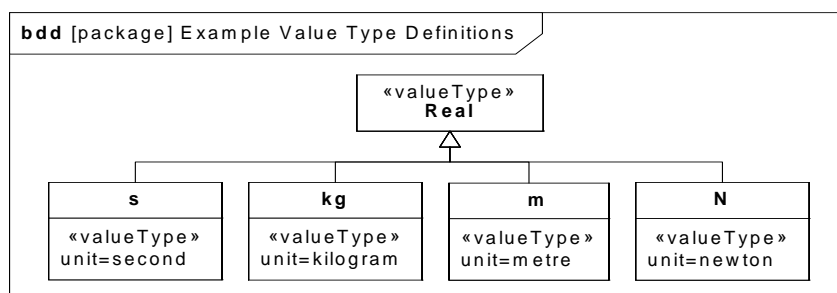 bdd [package] Example Value Type Definitions
«valueType»
Real
s
«valueType»
unit=second
kg
«valueType»
unit=kilogram
m
«valueType»
unit=metre
N
«valueType»
unit=newton